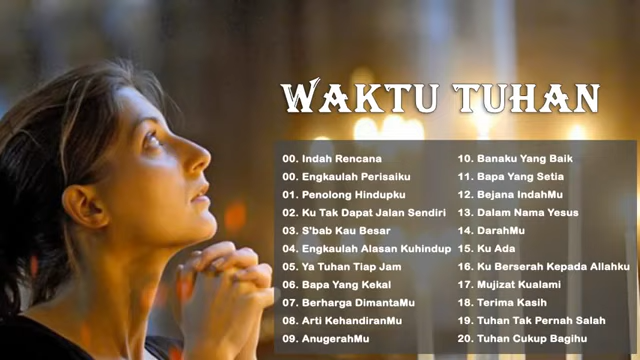 WAKTU TUHAN
00. Indah Rencana
00. Engkaulah Perisaiku
01. Penolong Hindupku
02. Ku Tak Dapat Jalan Sendiri
03. S'bab Kau Besar
04. Engkaulah Alasan Kuhindup
05. Ya Tuhan Tiap Jam
06. Bapa Yang Kekal
07. Berharga DimantaMu
08. Arti KehandiranMu
09. AnugerahMu
10. Banaku Yang Baik
11. Bapa Yang Setia
12. Bejana IndahMu
13. Dalam Nama Yesus
14. DarahMu
15. Ku Ada
16. Ku Berserah Kepada Allahku
17. Mujizat Kualami
18. Terima Kasih
19. Tuhan Tak Pernah Salah
20. Tuhan Cukup Bagihu